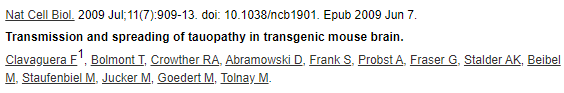 Nat Cell Biol. 2009 Jul;11(7):909-13. doi: 10.1038/ncb1901. Epub 2009 Jun 7.
Transmission and spreading of tauopathy in transgenic mouse brain.
Clavaguera F1, Bolmont T, Crowther RA, Abramowski D, Frank S, Probst A, Fraser G, Stalder AK, Beibel
M, Staufenbiel M, Jucker M, Goedert M, Tolnay M.